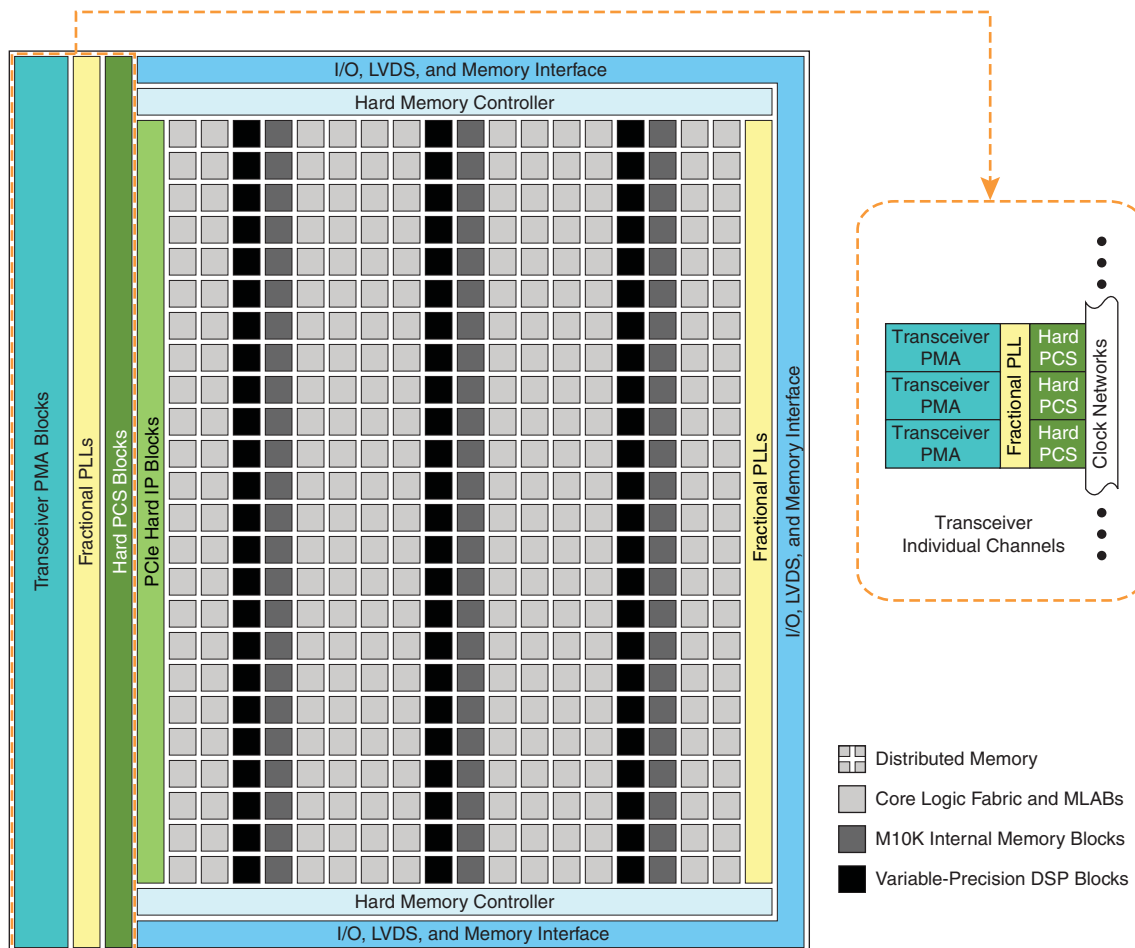 I/O, LVDS, and Memory Interface
Hard Memory Controller
Transceiver PMA Blocks
Fractional PLLs
Hard PCS Blocks
PCIe Hard IP Blocks
Fractional PLLs
I/O, LVDS, and Memory Interface
Hard Memory Controller
I/O, LVDS, and Memory Interface
Transceiver
PMA
Transceiver
PMA
Transceiver
PMA
Fractional PLL
Hard
PCS
Hard
PCS
Hard
PCS
Clock Networks
Transceiver
Individual Channels
Distributed Memory
Core Logic Fabric and MLABs
M10K Internal Memory Blocks
Variable-Precision DSP Blocks